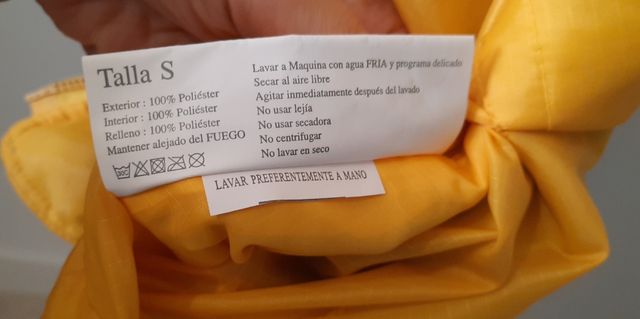 Talla S
Exterior : 100% Poliéster
Interior : 100% Poliéster
Relleno : 100% Poliéster
Mantener alejado del FUEGO
Lavar a Maquina con agua FRIA y programa delicado
Secar al aire libre
Agitar inmediatamente después del lavado
No usar lejía
No usar secadora
No centrifugar
No lavar en seco
LAVAR PREFERENTEMENTE A MANO